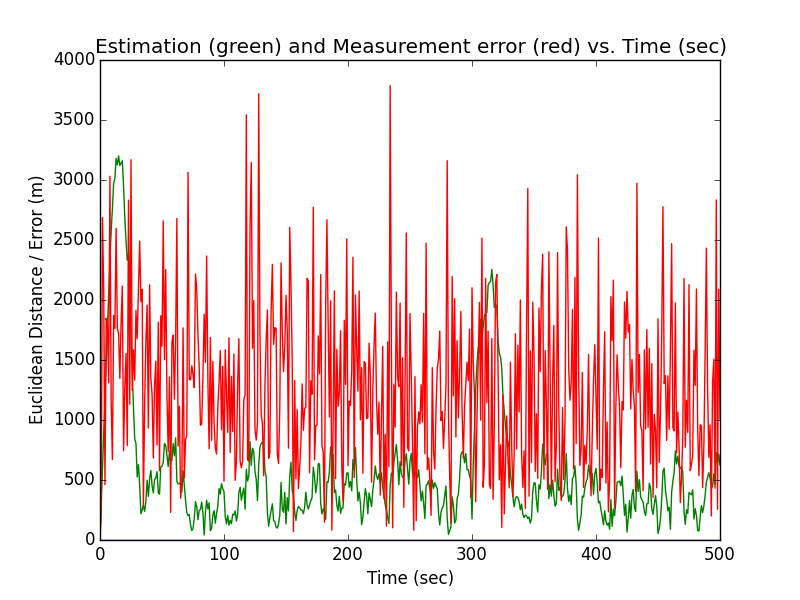 Estimation (green) and Measurement error (red) vs. Time (sec)
4000
3500
3000
2500
2000
1500
1000
500
0
Euclidean Distance / Error (m)
0 100 200 300 400 500
Time (sec)